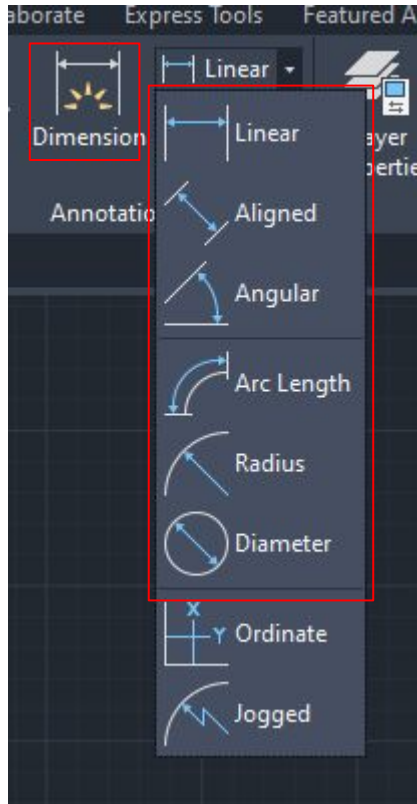 aborate Express Tools Featured A
Linear
Dimension
ayer
pertie
Annotatio
Linear
Aligned
Angular
Arc Length
Radius
Diameter
X
Y Ordinate
Jogged